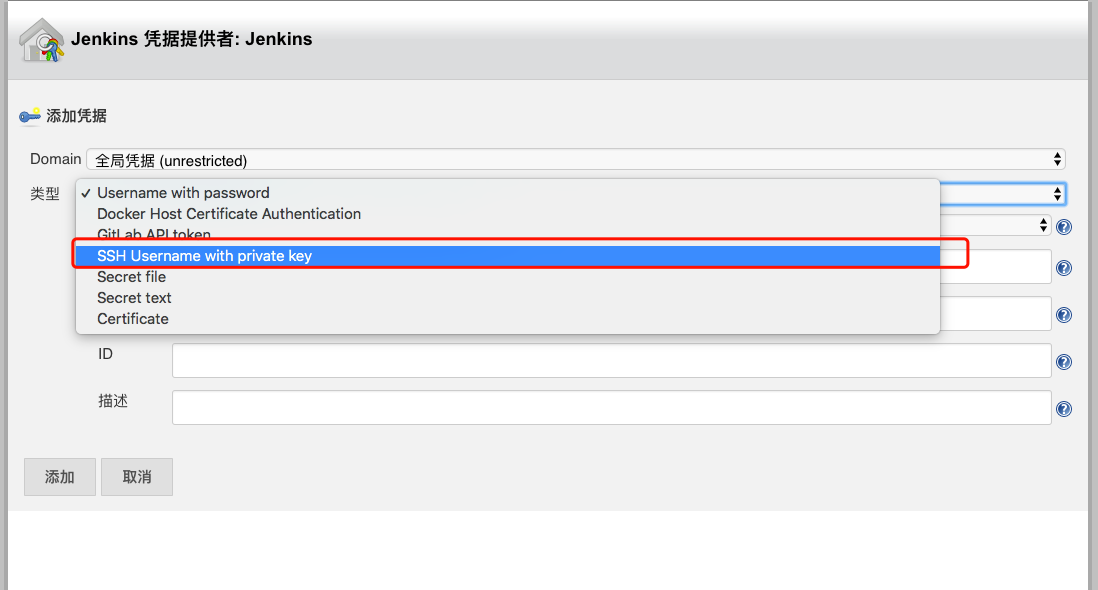 Jenkins 凭据提供者: Jenkins
添加凭据
Domain 全局凭据 (unrestricted)
类型 ✓ Username with password
Docker Host Certificate Authentication
GitLab API token
SSH Username with private key
Secret file
Secret text
Certificate
ID
描述
添加 取消